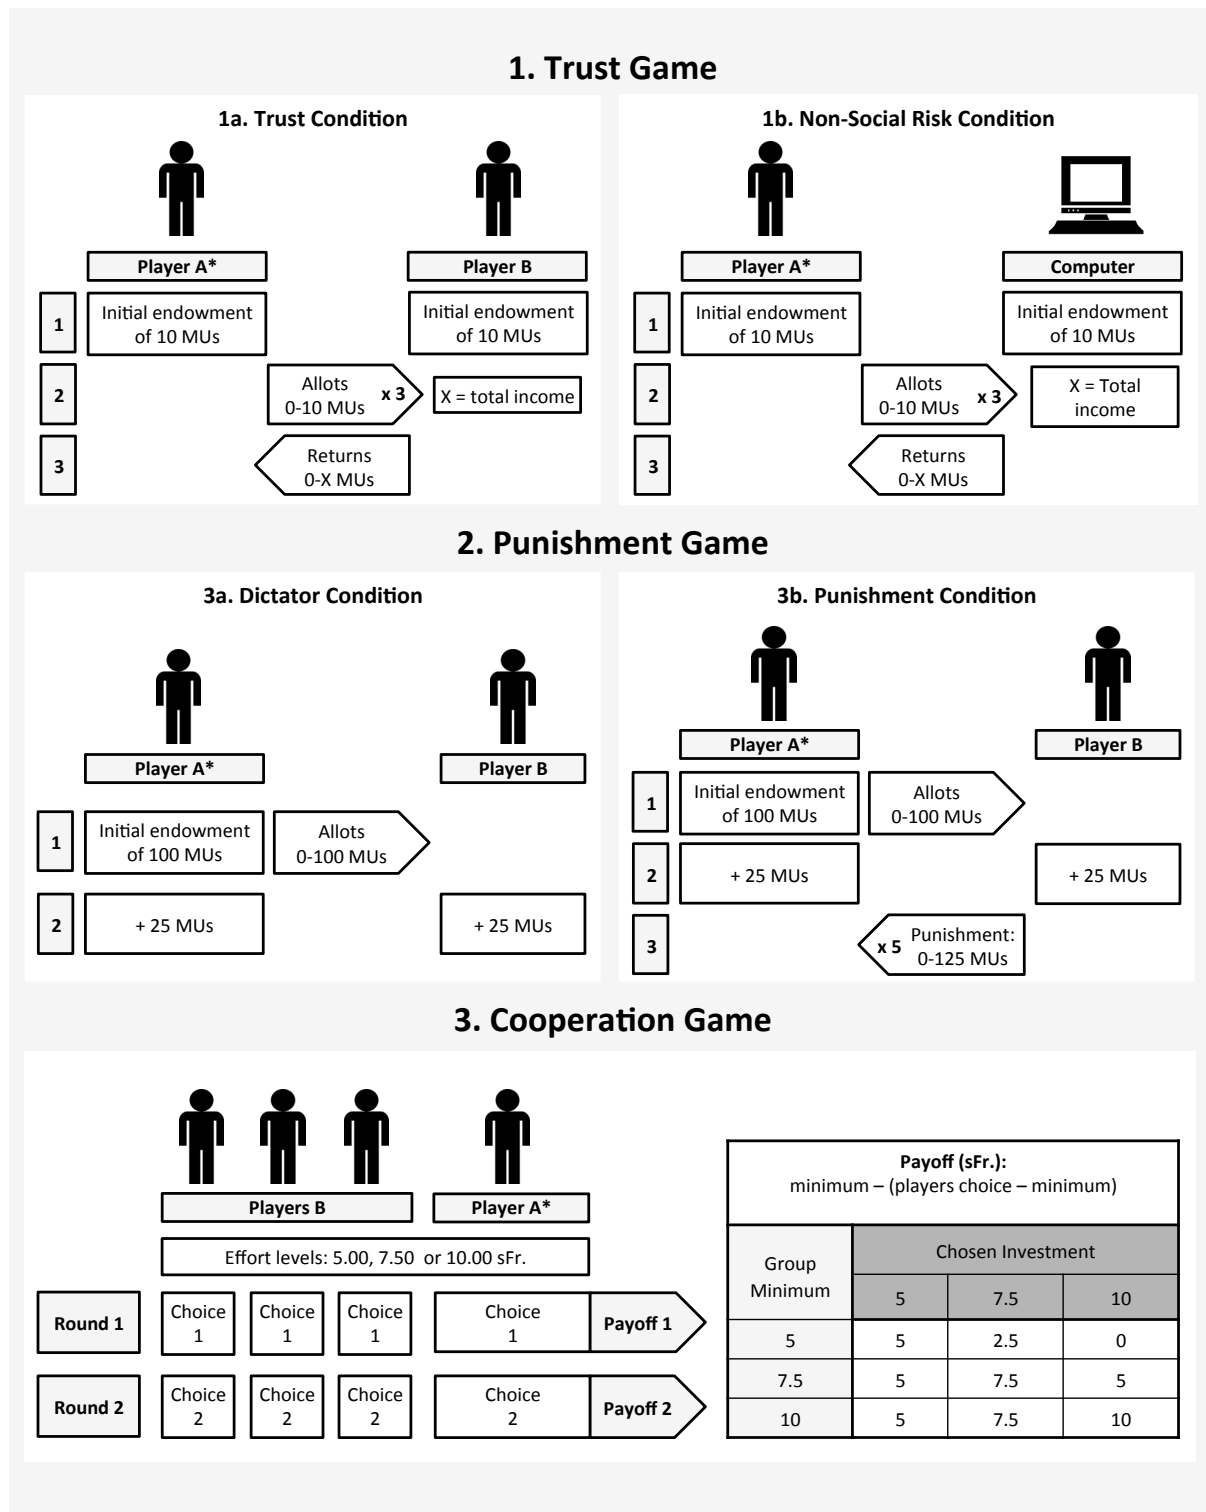 1. Trust Game
1a. Trust Condition
Player A*
Player B
1
Initial endowment
of 10 MUs
Initial endowment
of 10 MUs
2
Allots
0-10 MUs
x 3
X = total income
3
Returns
0-X MUs
1b. Non-Social Risk Condition
Player A*
Computer
1
Initial endowment
of 10 MUs
Initial endowment
of 10 MUs
2
Allots
0-10 MUs
x 3
X = Total
income
3
Returns
0-X MUs
2. Punishment Game
3a. Dictator Condition
Player A*
Player B
1
Initial endowment
of 100 MUs
Allots
0-100 MUs
2
+ 25 MUs
+ 25 MUs
3b. Punishment Condition
Player A*
Player B
1
Initial endowment
of 100 MUs
Allots
0-100 MUs
2
+ 25 MUs
+ 25 MUs
3
x 5
Punishment:
0-125 MUs
3. Cooperation Game
Players B
Player A*
Effort levels: 5.00, 7.50 or 10.00 sFr.
Round 1
Choice
1
Choice
1
Choice
1
Choice
1
Payoff 1
Round 2
Choice
2
Choice
2
Choice
2
Choice
2
Payoff 2
Payoff (sFr.):
minimum – (players choice – minimum)
Group
Minimum
Chosen Investment
5 7.5 10
5 5 2.5 0
7.5 5 7.5 5
10 5 7.5 10